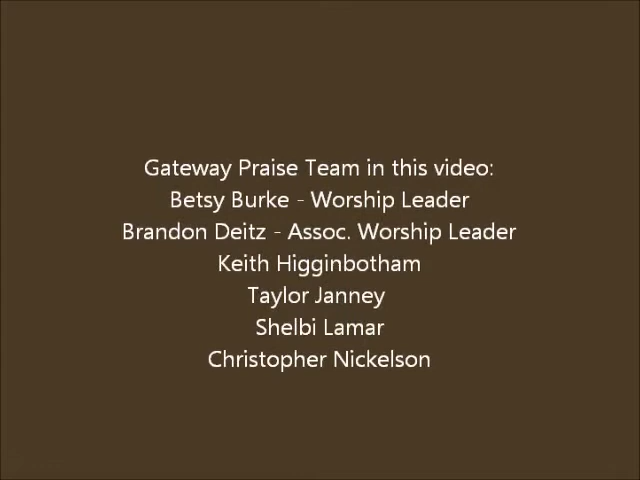 Gateway Praise Team in this video:
Betsy Burke - Worship Leader
Brandon Deitz - Assoc. Worship Leader
Keith Higginbotham
Taylor Janney
Shelbi Lamar
Christopher Nickelson